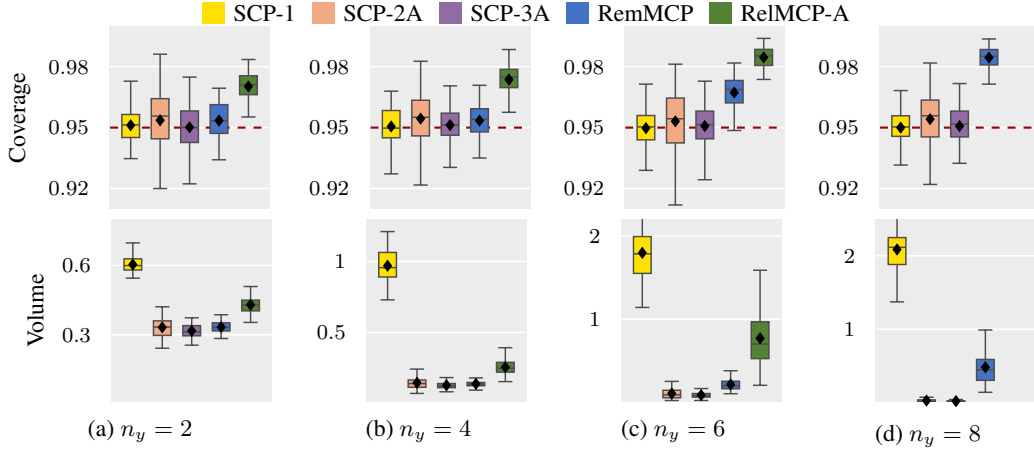 SCP-1 SCP-2A SCP-3A RemMCP RelMCP-A
Coverage
0.98
0.95
0.92
0.98
0.95
0.92
0.98
0.95
0.92
0.98
0.95
0.92
Volume
0.6
0.3
1
0.5
2
1
2
1
(a) n_y = 2
(b) n_y = 4
(c) n_y = 6
(d) n_y = 8